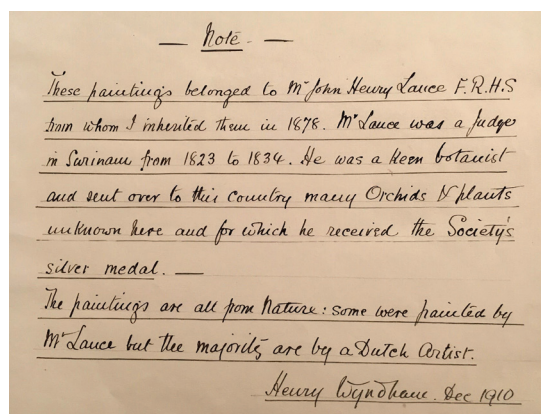 — Note. —
These paintings belonged to Mr John Henry Lance F.R.H.S
from whom I inherited them in 1878. Mr Lance was a Judge
in Surinam from 1823 to 1834. He was a keen botanist
and sent over to this country many Orchids & plants
unknown here and for which he received the Society's
silver medal. —
The paintings are all from Nature: some were painted by
Mr Lance but the majority are by a Dutch Artist.
Henry Wyndham. Dec 1910